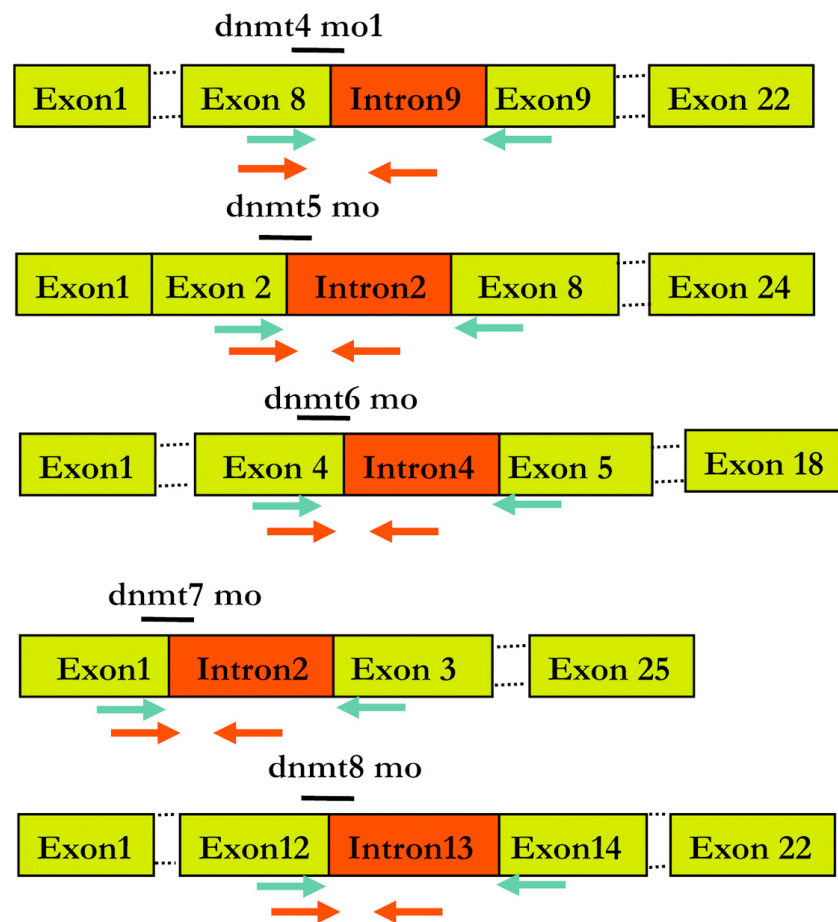 dnmt4 mo1
Exon1 Exon 8 Intron9 Exon9 Exon 22
dnmt5 mo
Exon1 Exon 2 Intron2 Exon 8 Exon 24
dnmt6 mo
Exon1 Exon 4 Intron4 Exon 5 Exon 18
dnmt7 mo
Exon1 Intron2 Exon 3 Exon 25
dnmt8 mo
Exon1 Exon12 Intron13 Exon14 Exon 22